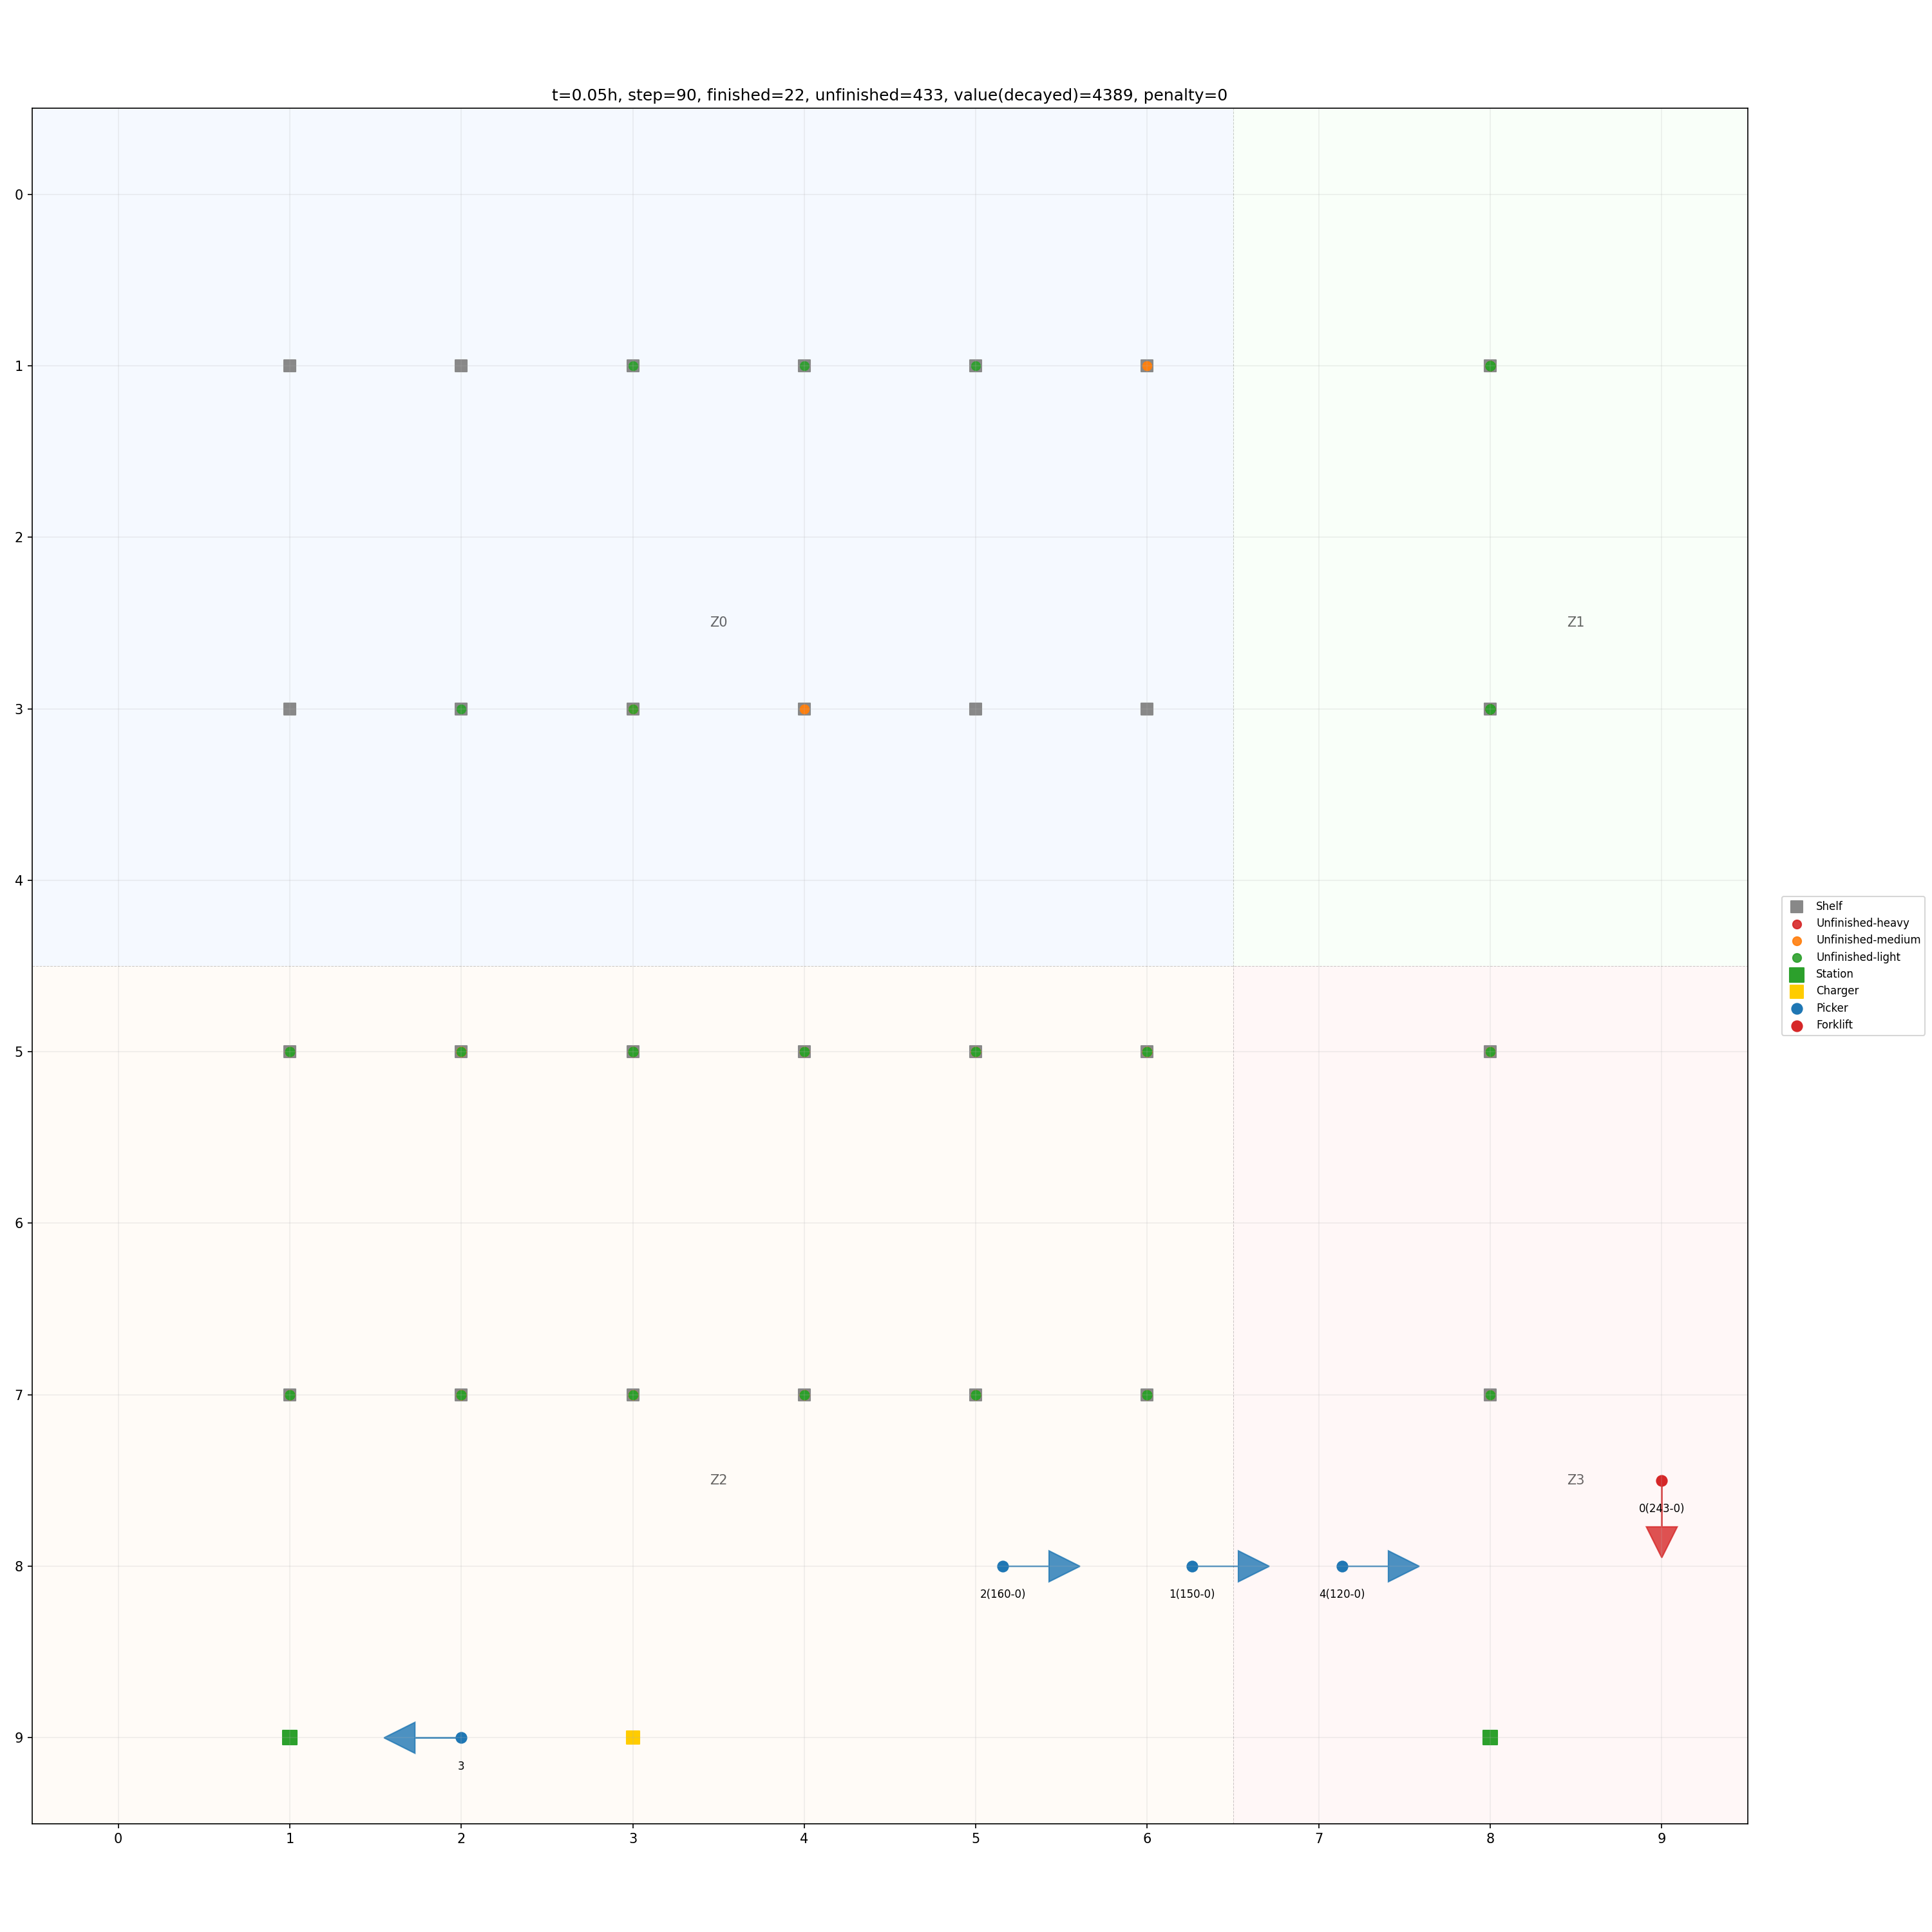 t=0.05h, step=90, finished=22, unfinished=433, value(decayed)=4389, penalty=0
0
1
2
Z0
Z1
3
4
Shelf
Unfinished-heavy
Unfinished-medium
Unfinished-light
Station
Charger
Picker
Forklift
5
6
7
Z2
Z3
0(243-0)
8
2(160-0)
1(150-0)
4(120-0)
9
3
0
1
2
3
4
5
6
7
8
9